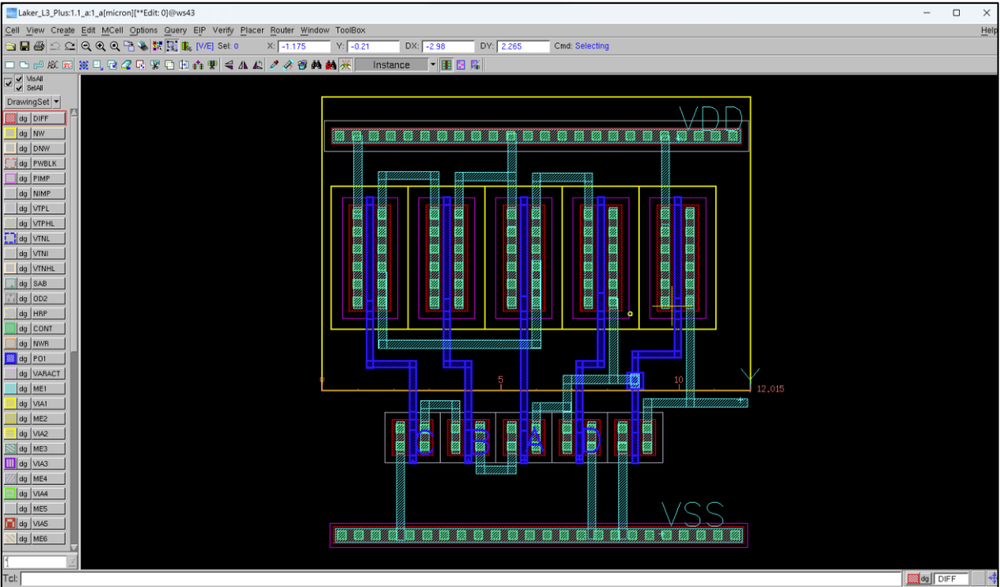 Laker_L3_Plus:1.1_a:1_a[micron][**Edit: 0]@ws43
Cell View Create Edit MCell Options Query EIP Verify Placer Router Window ToolBox Help
[V/E] Sel: 0 X: -1.175 Y: -0.21 DX: -2.98 DY: 2.265 Cmd: Selecting
ABC Instance
VisAll
SelAll
DrawingSet
dg DIFF
dg NW
dg DNW
dg PWBLK
dg PIMP
dg NIMP
dg VTPL
dg VTPHL
dg VTNL
dg VTNI
dg VTNHL
dg SAB
dg OD2
dg HRP
dg CONT
dg NWR
dg PO1
dg VARACT
dg ME1
dg VIA1
dg ME2
dg VIA2
dg ME3
dg VIA3
dg ME4
dg VIA4
dg ME5
dg VIA5
dg ME6
VDD
0 5 10 12,015
C B A D
VSS
Tcl: dg DIFF